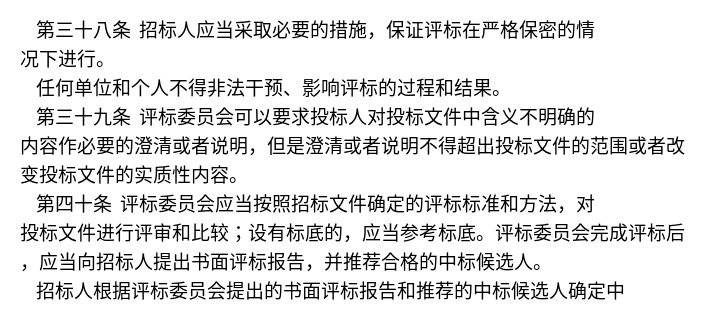 第三十八条 招标人应当采取必要的措施，保证评标在严格保密的情
况下进行。
任何单位和个人不得非法干预、影响评标的过程和结果。
第三十九条 评标委员会可以要求投标人对投标文件中含义不明确的
内容作必要的澄清或者说明，但是澄清或者说明不得超出投标文件的范围或者改
变投标文件的实质性内容。
第四十条 评标委员会应当按照招标文件确定的评标标准和方法，对
投标文件进行评审和比较；设有标底的，应当参考标底。评标委员会完成评标后
，应当向招标人提出书面评标报告，并推荐合格的中标候选人。
招标人根据评标委员会提出的书面评标报告和推荐的中标候选人确定中